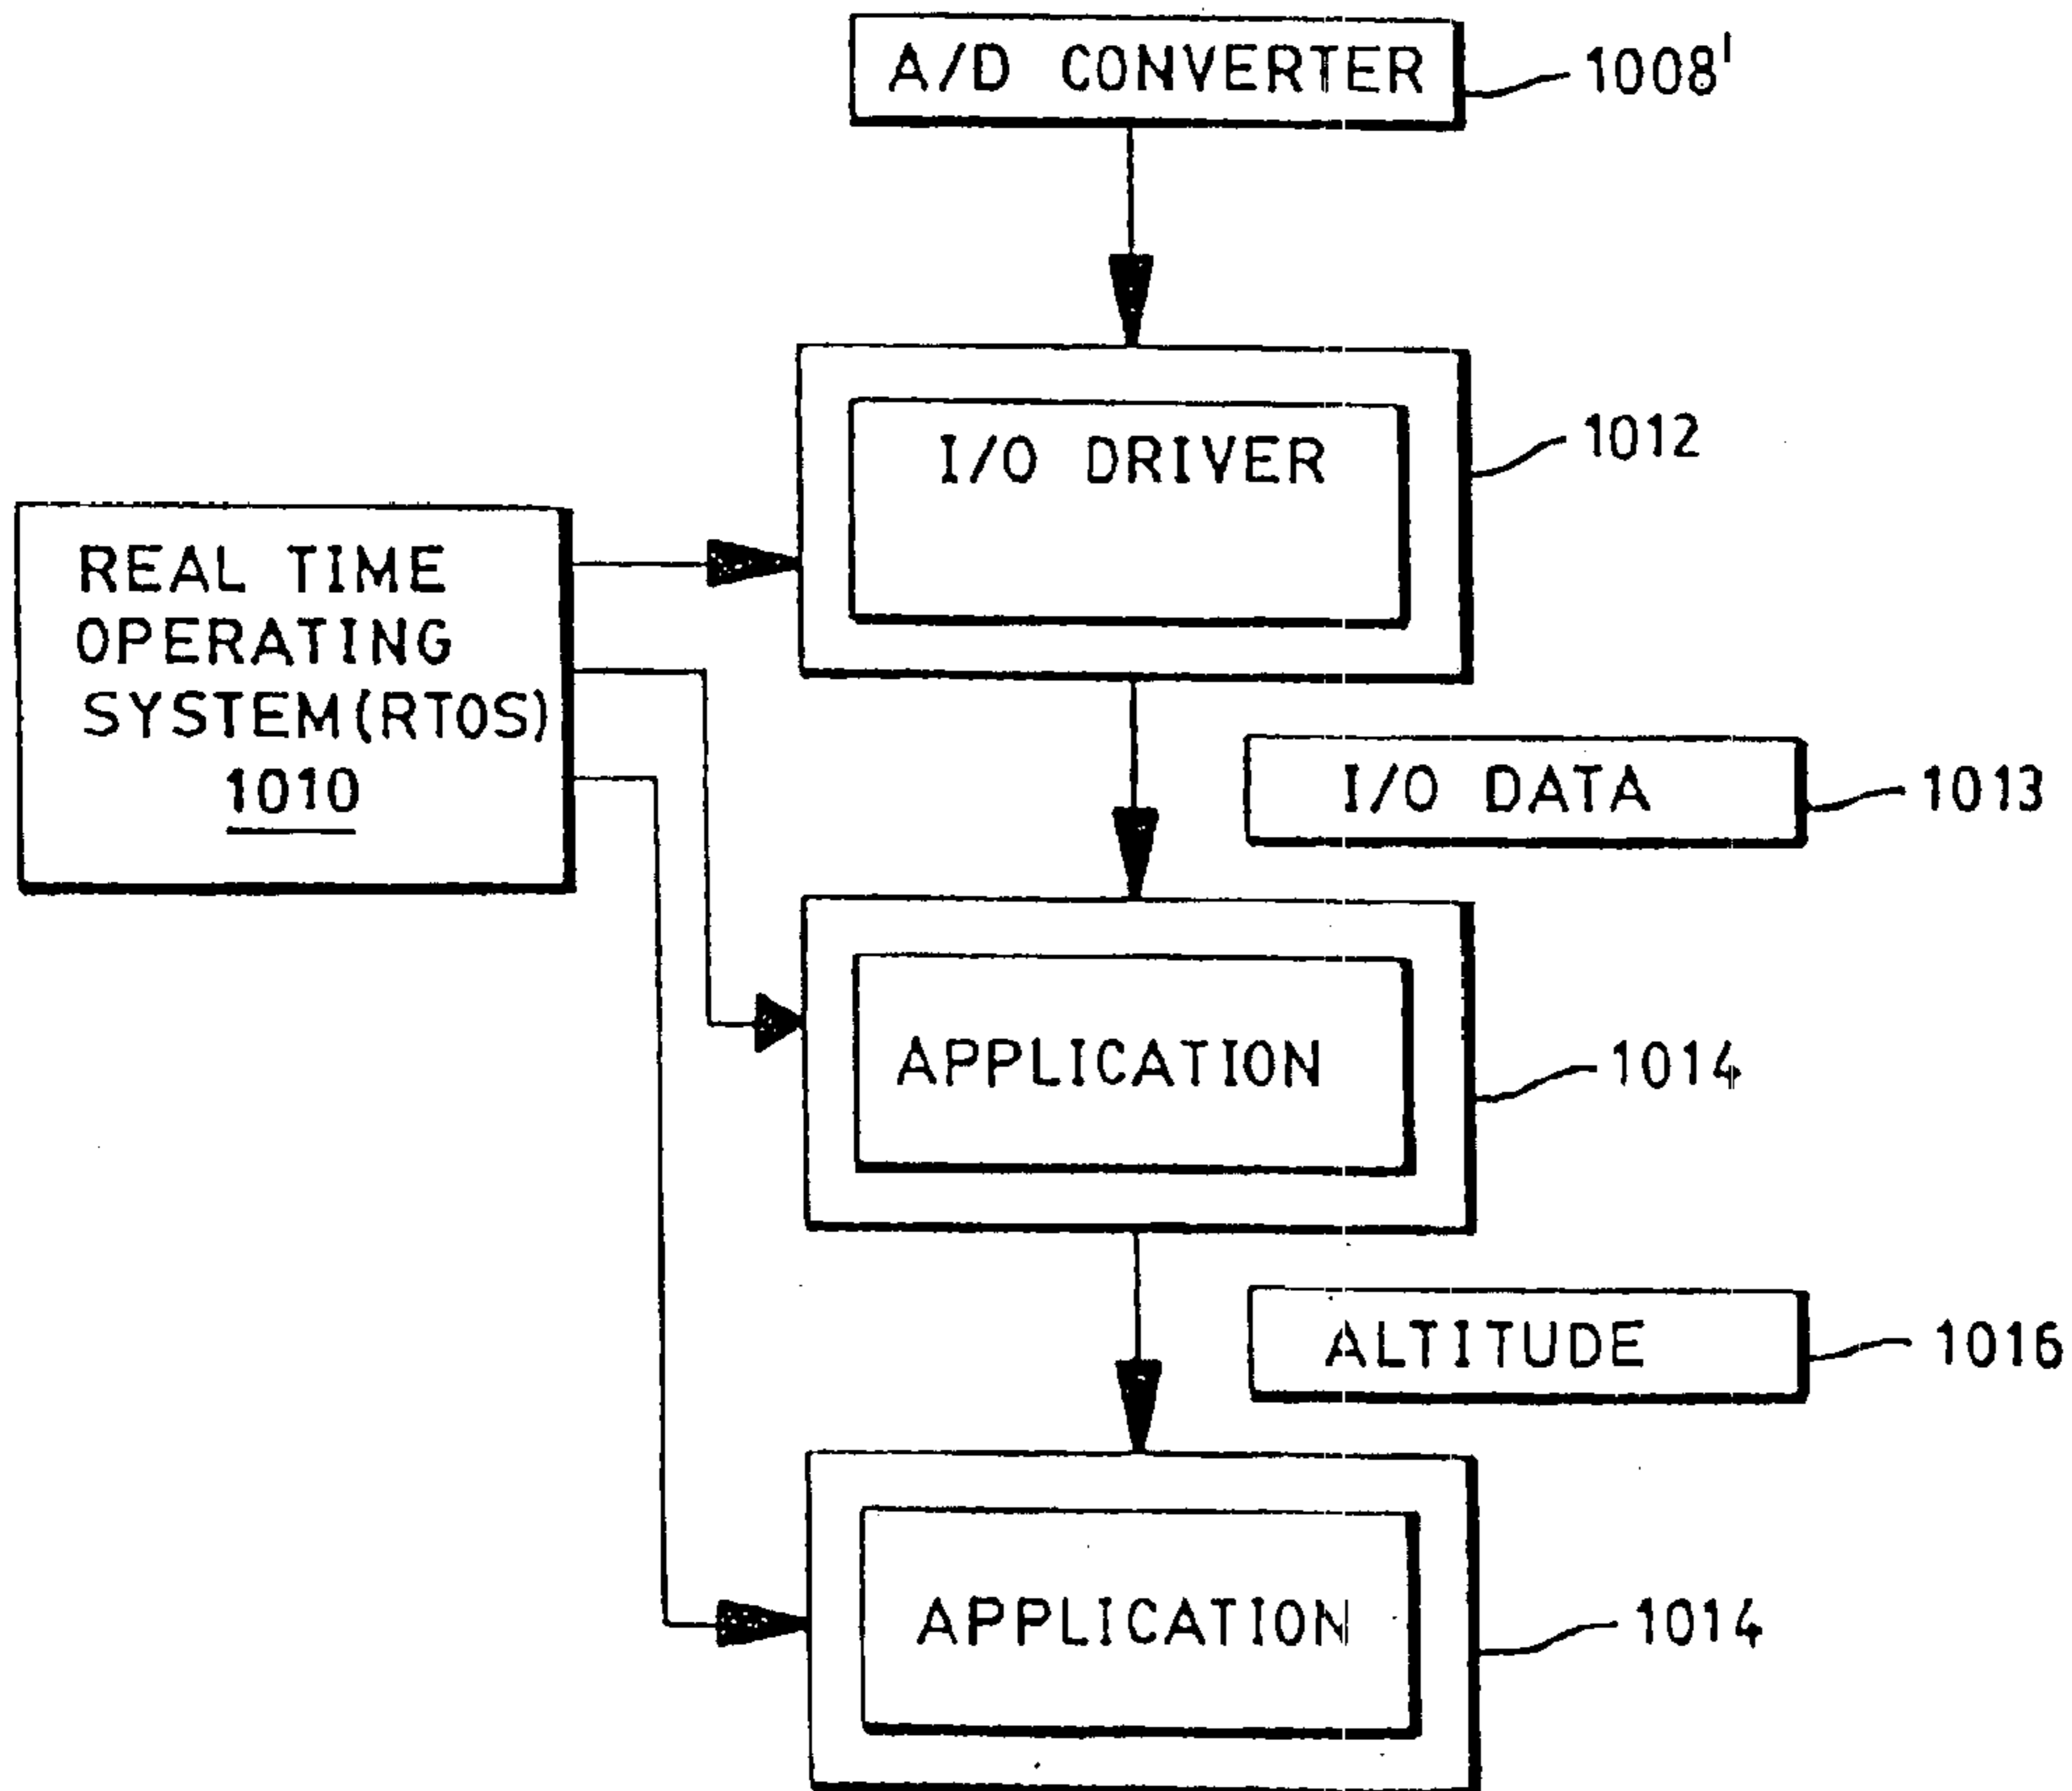 A/D CONVERTER
1008'
I/O DRIVER
1012
REAL TIME
OPERATING
SYSTEM(RTOS)
1010
I/O DATA
1013
APPLICATION
1014
ALTITUDE
1016
APPLICATION
1014